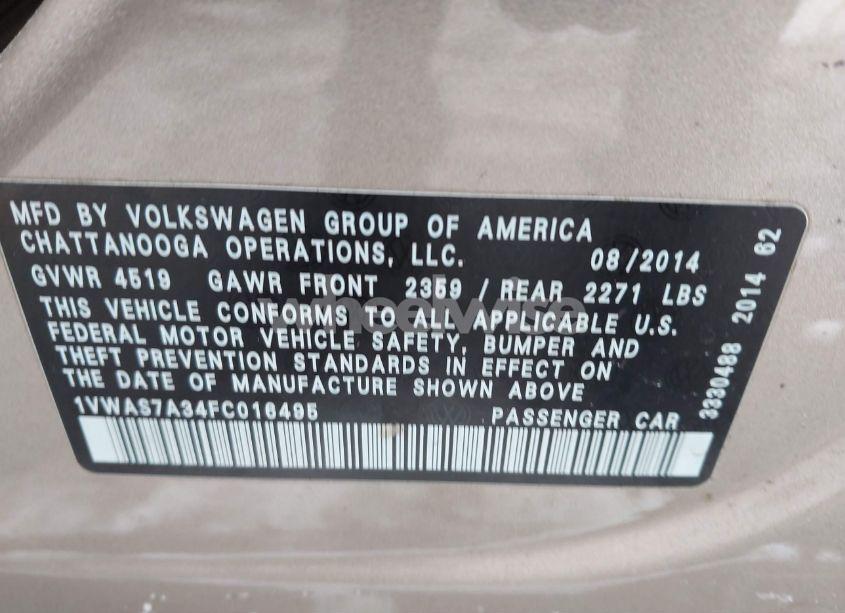 MFD BY VOLKSWAGEN GROUP OF AMERICA
CHATTANOOGA OPERATIONS, LLC. 08/2014
GVWR 4519 GAWR FRONT 2359 / REAR 2271 LBS
THIS VEHICLE CONFORMS TO ALL APPLICABLE U.S.
FEDERAL MOTOR VEHICLE SAFETY, BUMPER AND
THEFT PREVENTION STANDARDS IN EFFECT ON
THE DATE OF MANUFACTURE SHOWN ABOVE
1VWAS7A34FC016495 PASSENGER CAR
3330488 2014 62
wheelwise